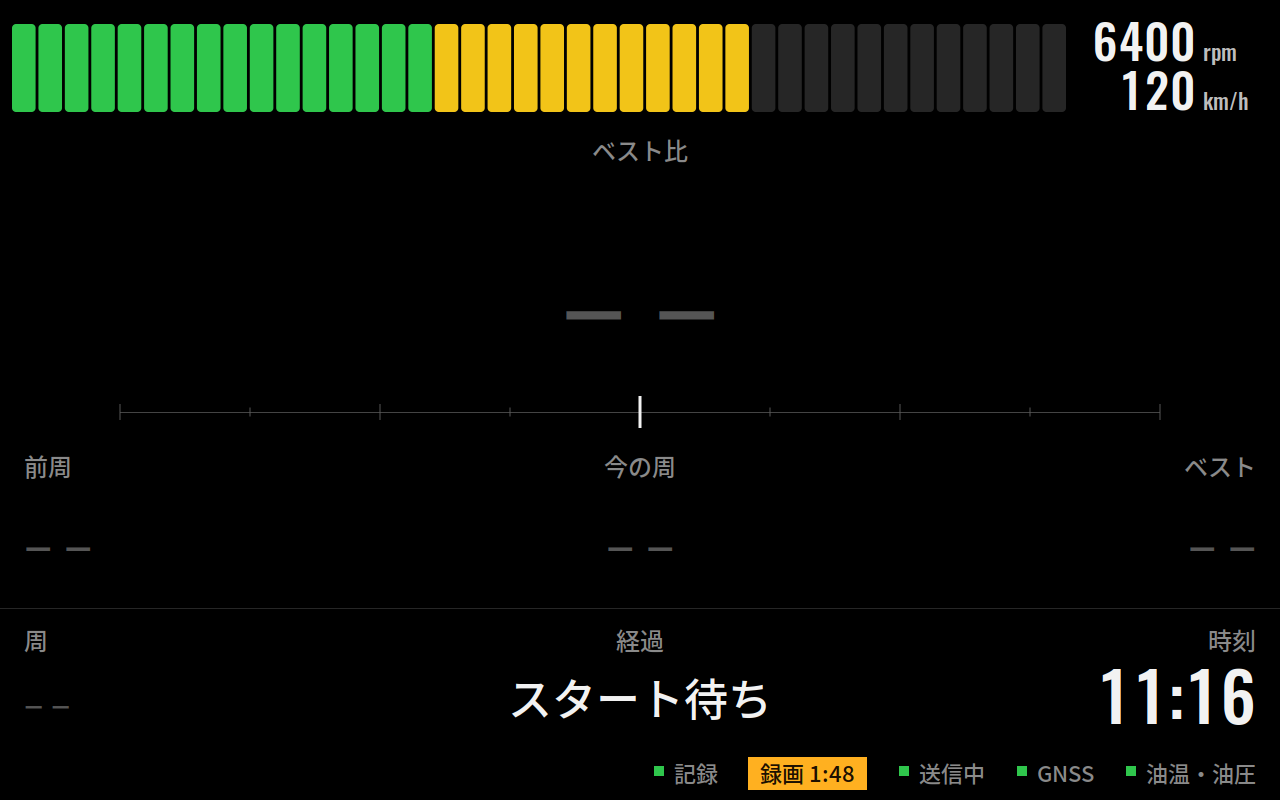 6400 rpm
120 km/h
ベスト比
— —
前周 今の周 ベスト
— — — — — —
周 経過 時刻
— — スタート待ち 11:16
記録 録画 1:48 送信中 GNSS 油温・油圧